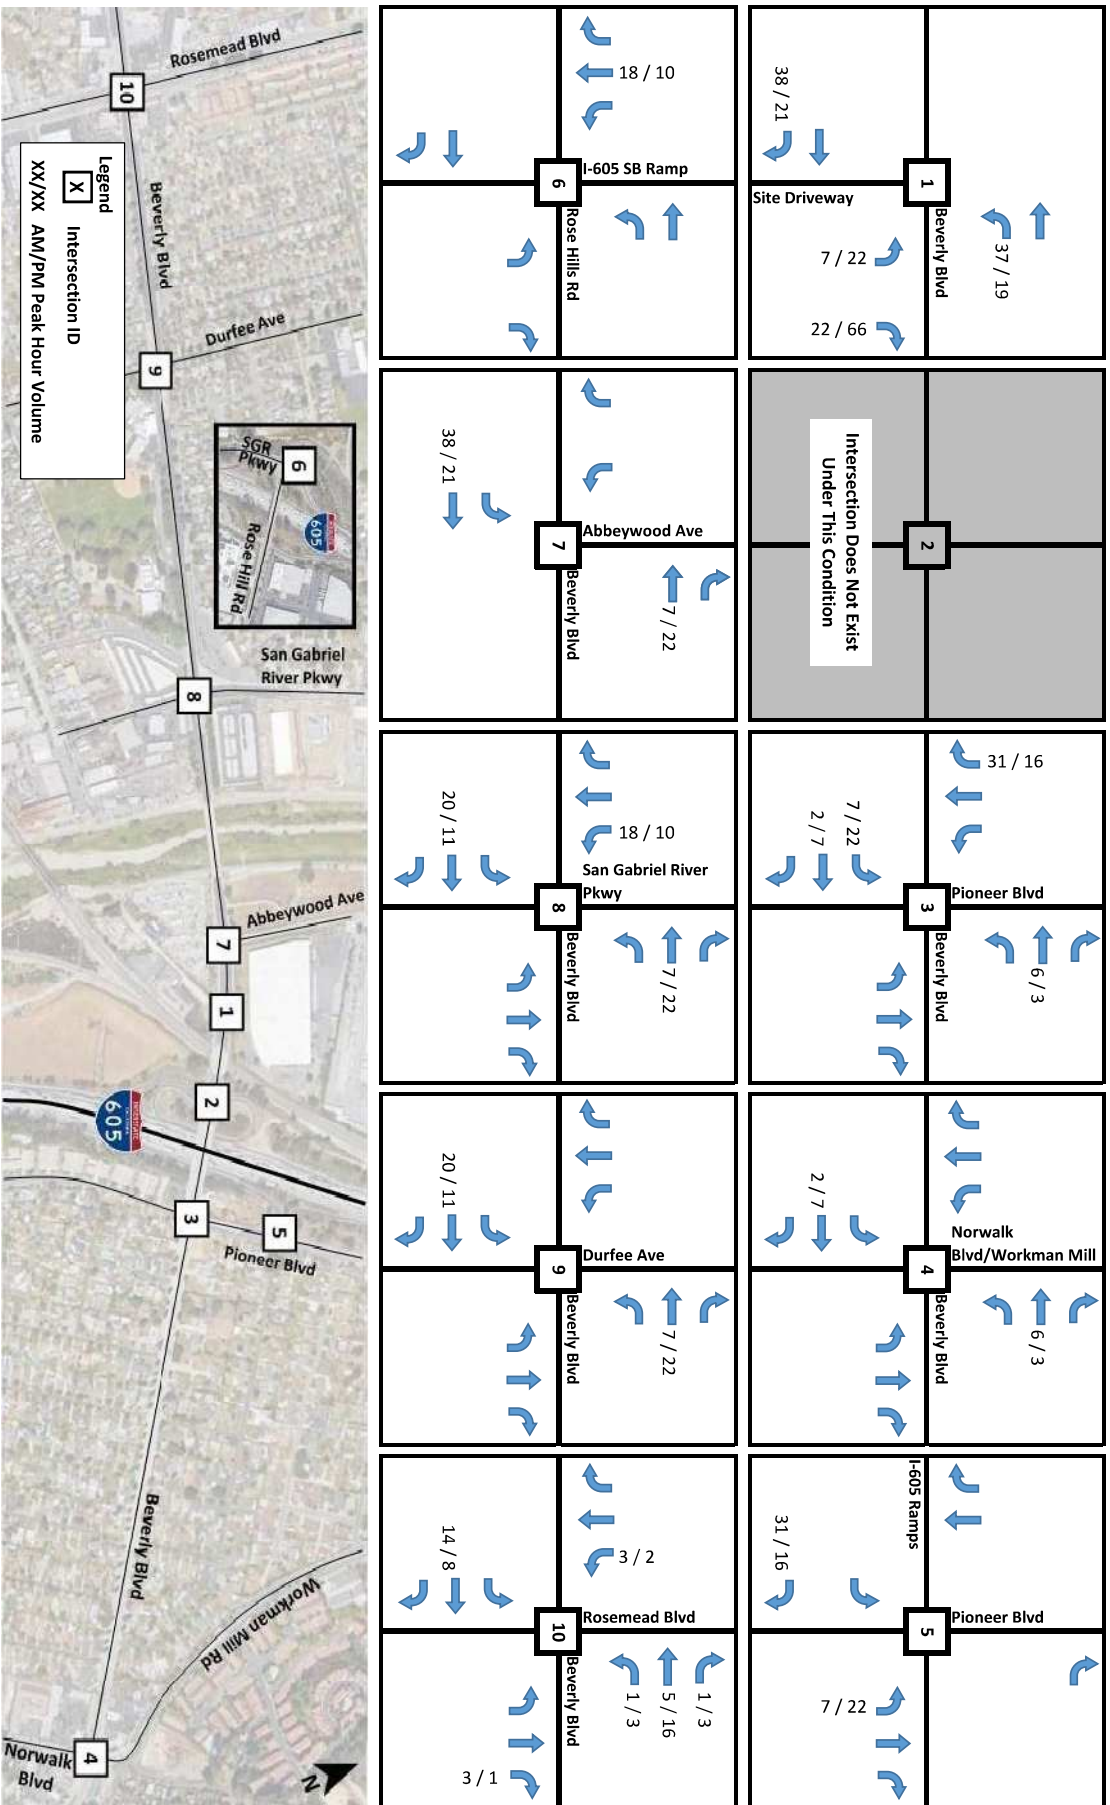 1
Beverly Blvd
Site Driveway
38 / 21
37 / 19
7 / 22
22 / 66
2
Intersection Does Not Exist
Under This Condition
3
Pioneer Blvd
Beverly Blvd
31 / 16
7 / 22
2 / 7
6 / 3
4
Norwalk
Blvd/Workman Mill
Beverly Blvd
2 / 7
6 / 3
5
Pioneer Blvd
I-605 Ramps
31 / 16
7 / 22
6
I-605 SB Ramp
Rose Hills Rd
18 / 10
7
Abbeywood Ave
Beverly Blvd
38 / 21
7 / 22
8
San Gabriel River
Pkwy
Beverly Blvd
18 / 10
20 / 11
7 / 22
9
Durfee Ave
Beverly Blvd
20 / 11
7 / 22
10
Rosemead Blvd
Beverly Blvd
3 / 2
14 / 8
1 / 3
5 / 16
1 / 3
3 / 1
Rosemead Blvd
10
Beverly Blvd
Durfee Ave
9
SGR
Pkwy
6
INTERSTATE
605
Rose Hill Rd
San Gabriel
River Pkwy
8
Abbeywood Ave
7
1
2
INTERSTATE
605
3
5
Pioneer Blvd
Beverly Blvd
Workman Mill Rd
4
Norwalk
Blvd
N
Legend
X Intersection ID
XX/XX AM/PM Peak Hour Volume